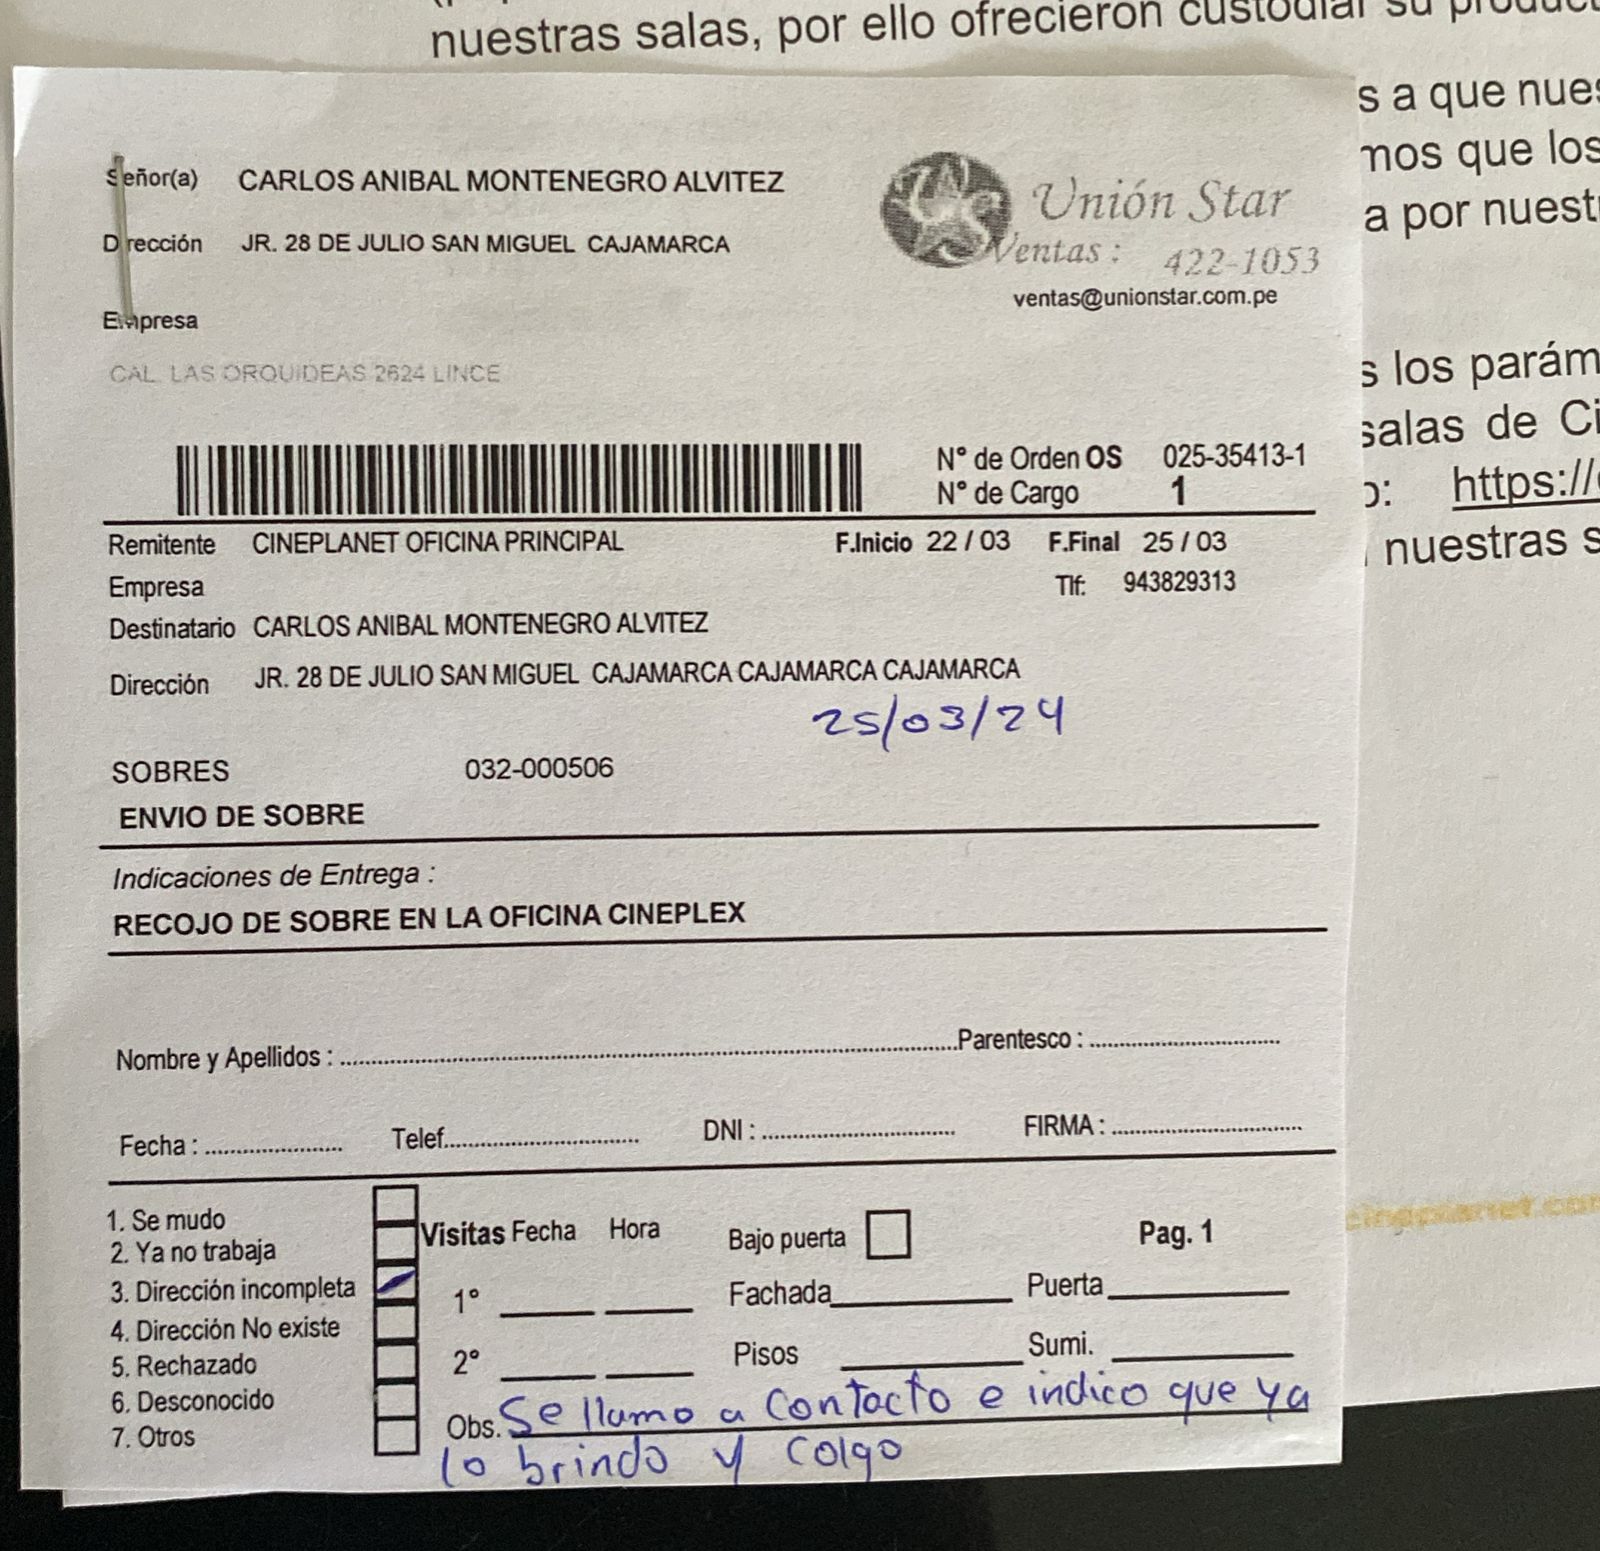 nuestras salas, por ello ofrecieron custodiar su
s a que
mos que los
a por
s los
salas de
o: https://
nuestras s
Señor(a) CARLOS ANIBAL MONTENEGRO ALVITEZ
Dirección JR. 28 DE JULIO SAN MIGUEL CAJAMARCA
Empresa
CAL. LAS ORQUIDEAS 2624 LINCE
Unión Star
Ventas: 422-1053
ventas@unionstar.com.pe
N° de Orden OS 025-35413-1
N° de Cargo 1
Remitente CINEPLANET OFICINA PRINCIPAL F.Inicio 22 / 03 F.Final 25 / 03
Empresa Tlf: 943829313
Destinatario CARLOS ANIBAL MONTENEGRO ALVITEZ
Dirección JR. 28 DE JULIO SAN MIGUEL CAJAMARCA CAJAMARCA CAJAMARCA
25/03/24
SOBRES 032-000506
ENVIO DE SOBRE
Indicaciones de Entrega :
RECOJO DE SOBRE EN LA OFICINA CINEPLEX
Nombre y Apellidos : Parentesco :
Fecha : Telef. DNI : FIRMA :
1. Se mudo
2. Ya no trabaja
3. Dirección incompleta
4. Dirección No existe
5. Rechazado
6. Desconocido
7. Otros
Visitas Fecha Hora Bajo puerta Pag. 1
1° Fachada Puerta
2° Pisos Sumi.
Obs. Se llamo a contacto e indico que ya
lo brindo y colgo